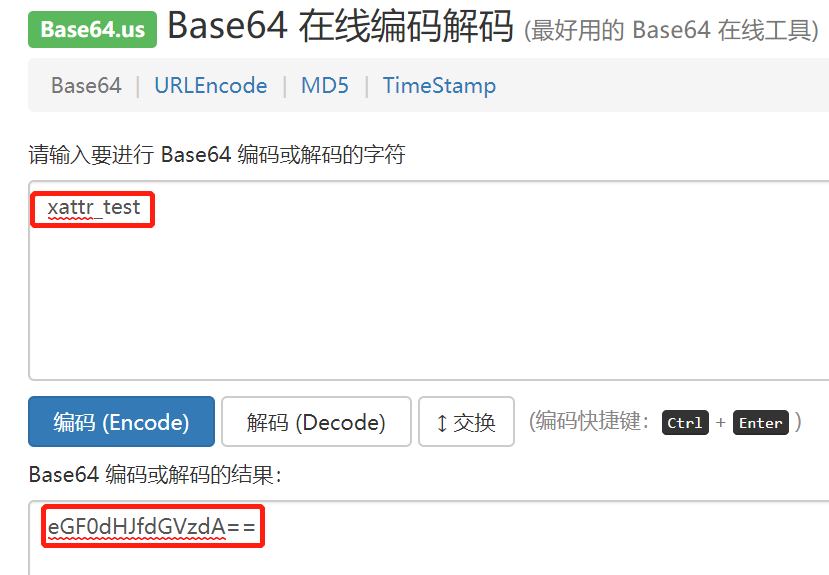 Base64.us Base64 在线编码解码 (最好用的 Base64 在线工具)
Base64 | URLEncode | MD5 | TimeStamp
请输入要进行 Base64 编码或解码的字符
xattr_test
编码 (Encode) 解码 (Decode) ↕交换 (编码快捷键： Ctrl + Enter )
Base64 编码或解码的结果：
eGF0dHJfdGVzdA==